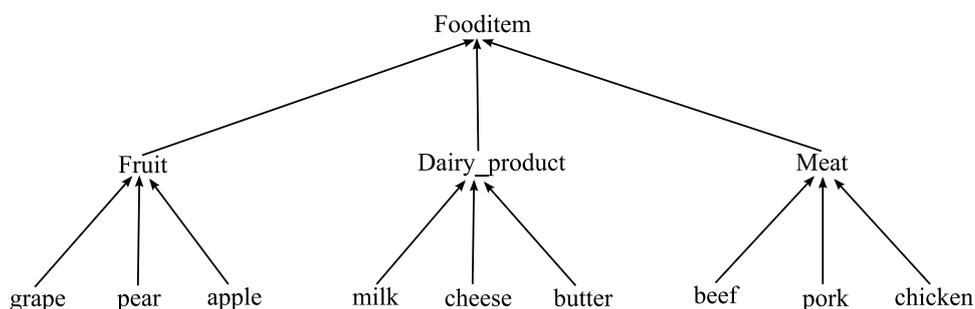 Fooditem
Fruit Dairy_product Meat
grape pear apple milk cheese butter beef pork chicken